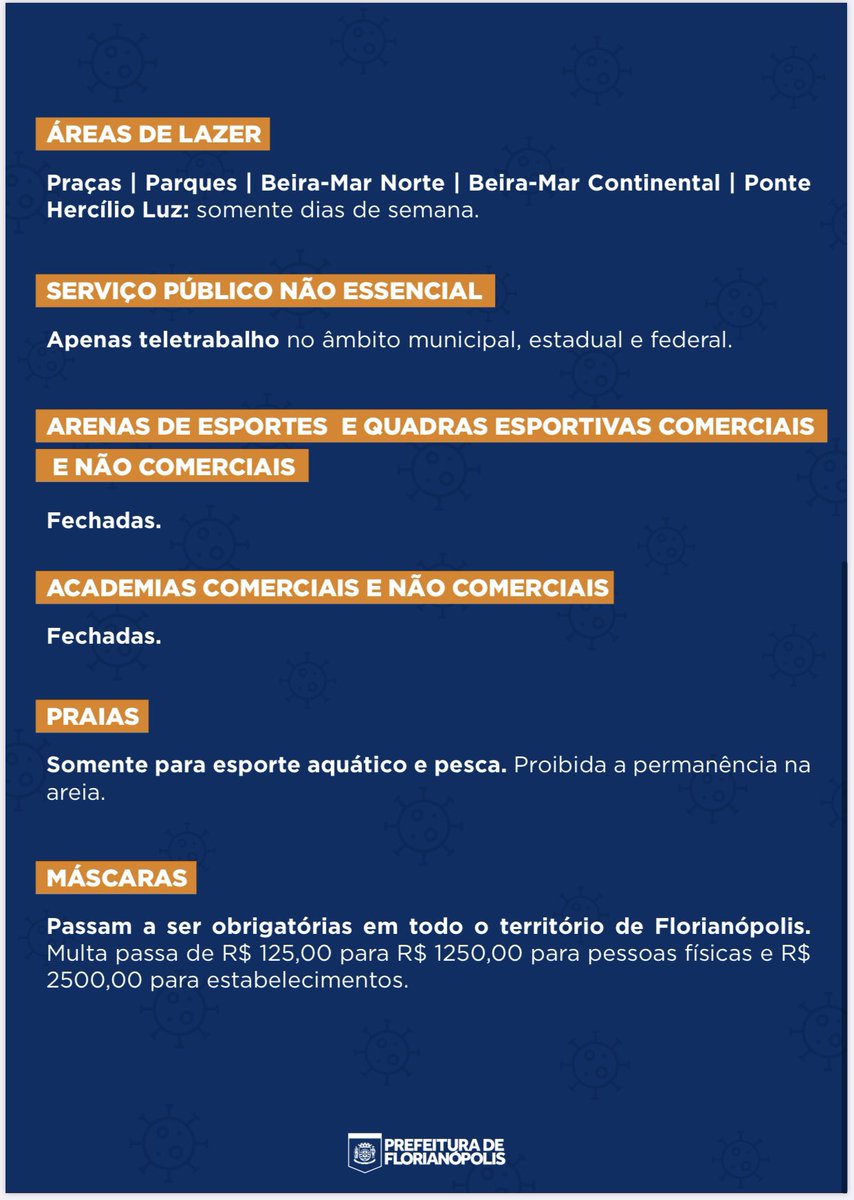 ÁREAS DE LAZER
Praças | Parques | Beira-Mar Norte | Beira-Mar Continental | Ponte
Hercílio Luz: somente dias de semana.
SERVIÇO PÚBLICO NÃO ESSENCIAL
Apenas teletrabalho no âmbito municipal, estadual e federal.
ARENAS DE ESPORTES E QUADRAS ESPORTIVAS COMERCIAIS
E NÃO COMERCIAIS
Fechadas.
ACADEMIAS COMERCIAIS E NÃO COMERCIAIS
Fechadas.
PRAIAS
Somente para esporte aquático e pesca. Proibida a permanência na
areia.
MÁSCARAS
Passam a ser obrigatórias em todo o território de Florianópolis.
Multa passa de R$ 125,00 para R$ 1250,00 para pessoas físicas e R$
2500,00 para estabelecimentos.
PREFEITURA DE
FLORIANÓPOLIS